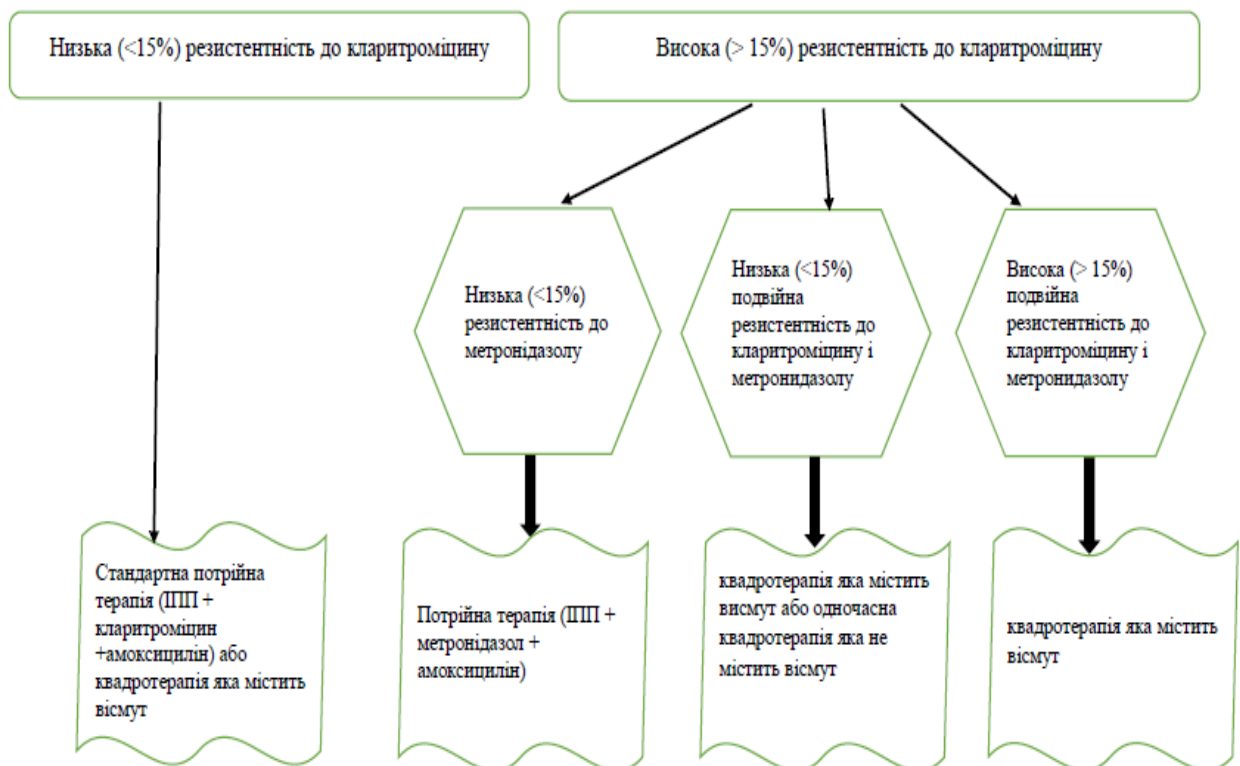 Низька (<15%) резистентність до кларитроміцину
Висока (> 15%) резистентність до кларитроміцину
Низька (<15%)
резистентність до
метронідазолу
Низька (<15%)
подвійна
резистентність до
кларитроміцину і
метронидазолу
Висока (> 15%)
подвійна
резистентність до
кларитроміцину і
метронидазолу
Стандартна потрійна
терапія (ІПП +
кларитроміцин
+амоксицилін) або
квадротерапія яка містить
вісмут
Потрійна терапія (ІПП +
метронідазол +
амоксицилін)
квадротерапія яка містить
висмут або одночасна
квадротерапія яка не
містить вісмут
квадротерапія яка містить
вісмут